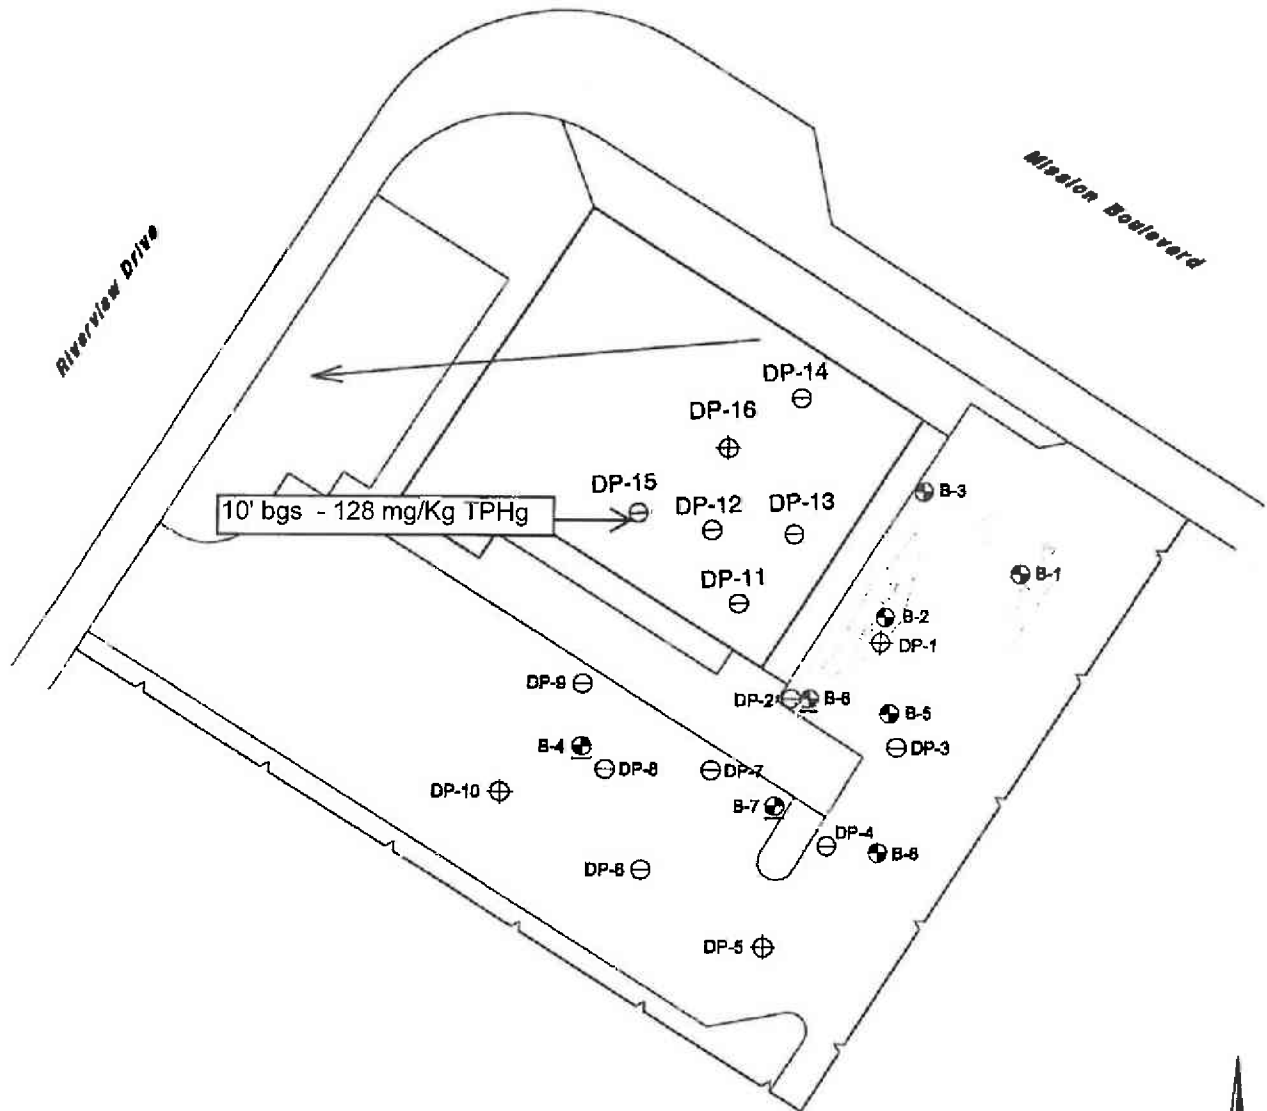 Mission Boulevard
Riverview Drive
DP-14
DP-16
DP-15
10' bgs - 128 mg/Kg TPHg
DP-12
DP-13
B-3
DP-11
B-1
B-2
DP-1
DP-9
DP-2
B-6
B-5
B-4
DP-3
DP-8
DP-7
DP-10
B-7
DP-4
B-6
DP-6
DP-5